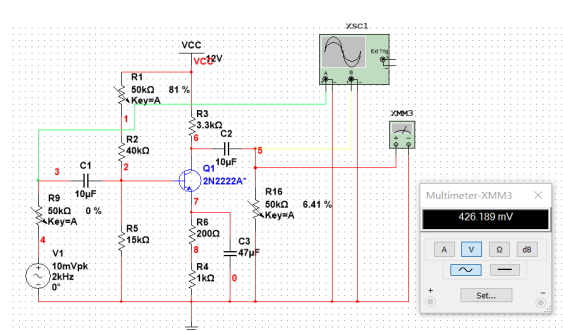 XSC1
Ext Trig
A
B
VCC
VCC
12V
R1
50kΩ
81 %
Key=A
1
R3
3.3kΩ
6
C2
10µF
5
XMM3
R2
40kΩ
3
C1
10µF
2
Q1
2N2222A*
R9
50kΩ
0 %
Key=A
7
R16
50kΩ
6.41 %
Key=A
4
V1
10mVpk
2kHz
0°
R5
15kΩ
R6
200Ω
8
C3
47µF
R4
1kΩ
0
Multimeter-XMM3
426.189 mV
A
V
Ω
dB
Set...